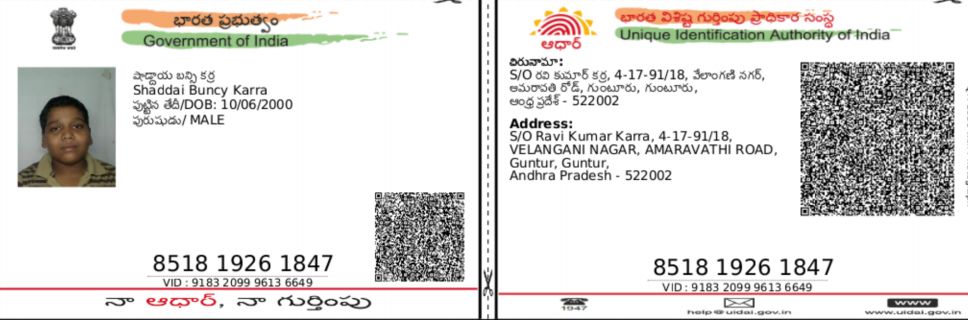 భారత ప్రభుత్వం
Government of India
షాడ్డాయ బన్సి కర్ర
Shaddai Buncy Karra
పుట్టిన తేదీ/DOB: 10/06/2000
పురుషుడు/ MALE
8518 1926 1847
VID : 9183 2099 9613 6649
నా ఆధార్, నా గుర్తింపు
ఆధార్
భారత విశిష్ట గుర్తింపు ప్రాధికార సంస్థ
Unique Identification Authority of India
చిరునామా:
S/O రవి కుమార్ కర్ర, 4-17-91/18, వేలాంగణి నగర్,
అమరావతి రోడ్, గుంటూరు, గుంటూరు,
ఆంధ్ర ప్రదేశ్ - 522002
Address:
S/O Ravi Kumar Karra, 4-17-91/18,
VELANGANI NAGAR, AMARAVATHI ROAD,
Guntur, Guntur,
Andhra Pradesh - 522002
8518 1926 1847
VID : 9183 2099 9613 6649
1947
help@uidai.gov.in
www
www.uidai.gov.in